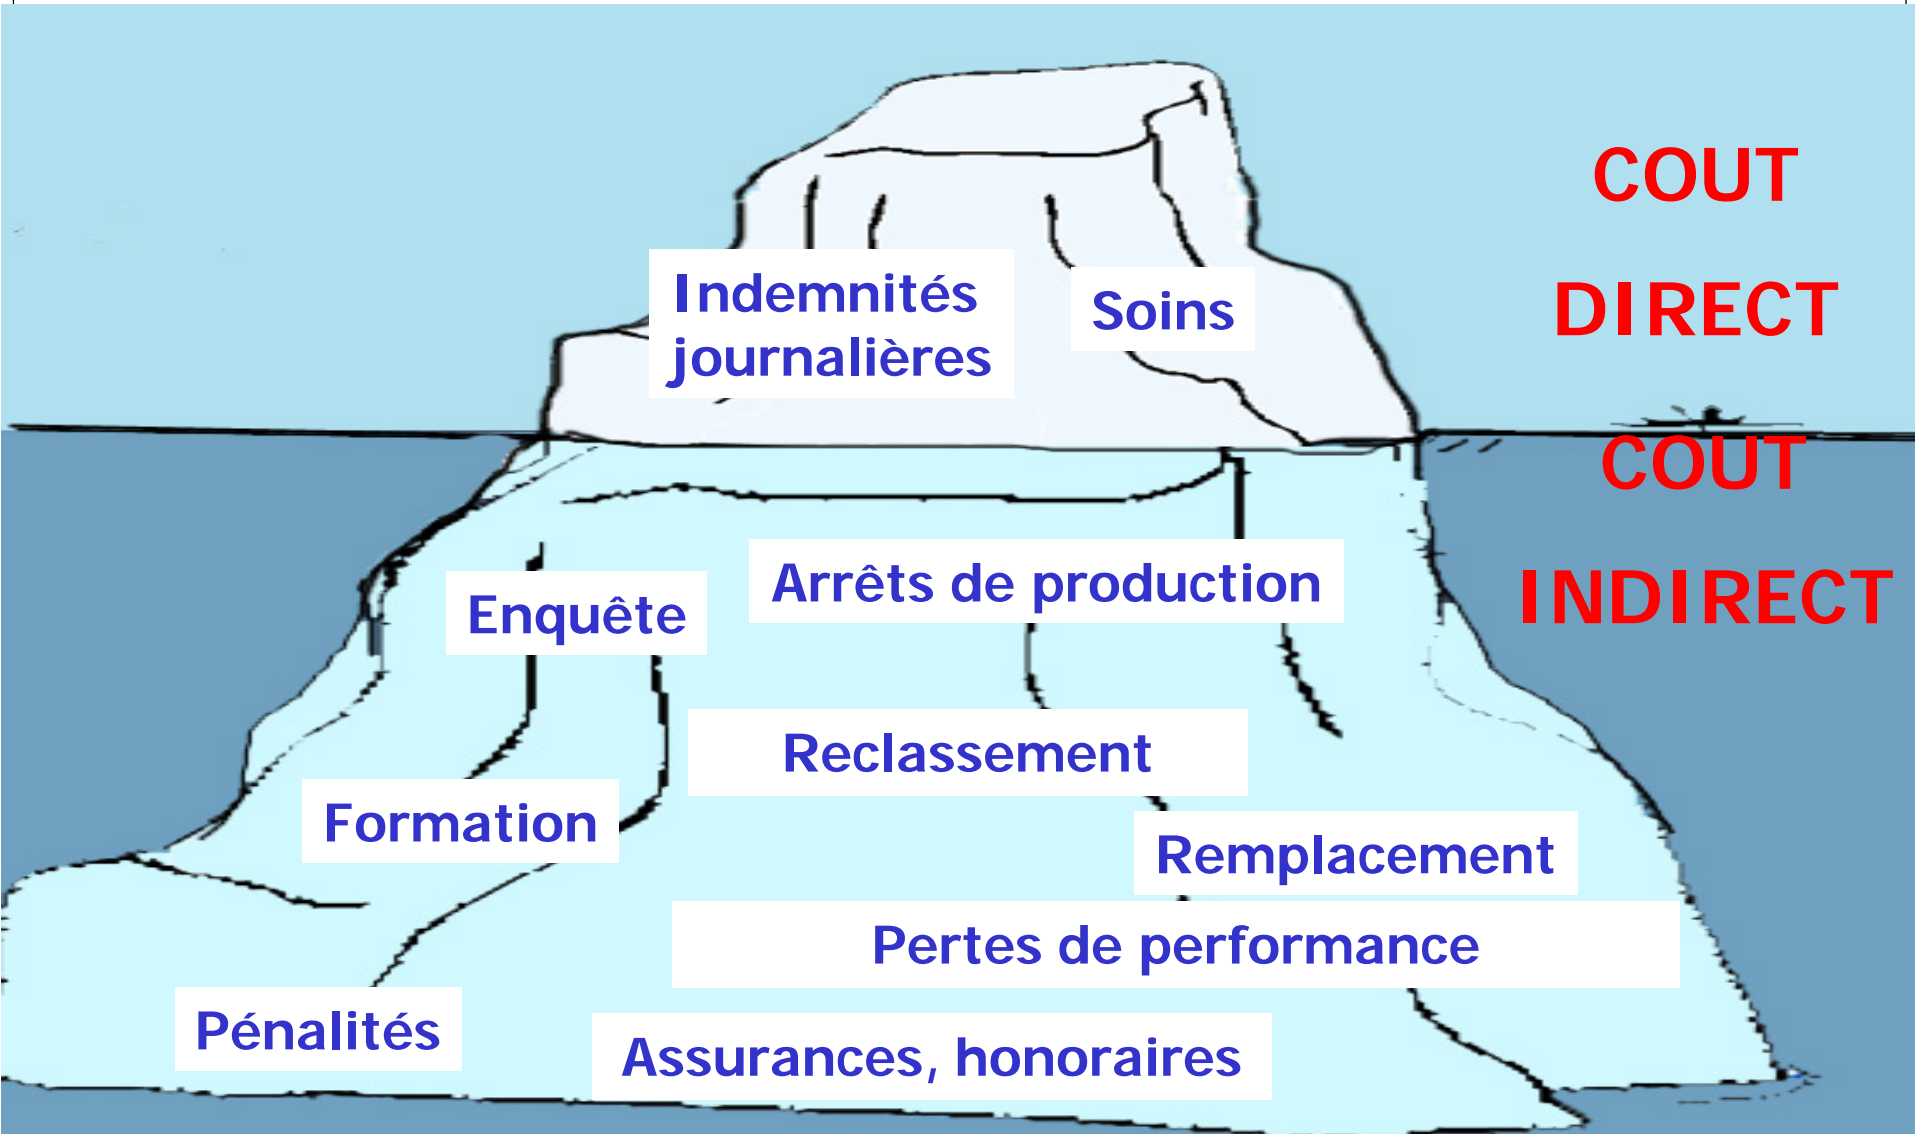 COUT
DIRECT
Indemnités
journalières
Soins
COUT
INDIRECT
Arrêts de production
Enquête
Reclassement
Formation
Remplacement
Pertes de performance
Pénalités
Assurances, honoraires